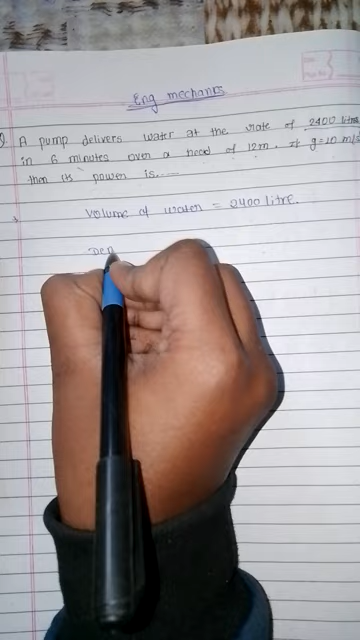 Eng mechanics
Q A pump delivers water at the rate of 2400 litre
in 6 minutes over a head of 12m. If g=10 m/s
then its power is......
→ Volume of water = 2400 litre.
Den